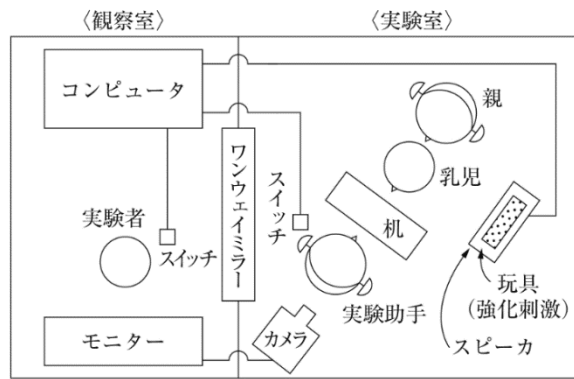 〈観察室〉
〈実験室〉
コンピュータ
親
乳児
ワンウェイミラー
スイッチ
机
実験者
スイッチ
実験助手
玩具
(強化刺激)
スピーカ
カメラ
モニター